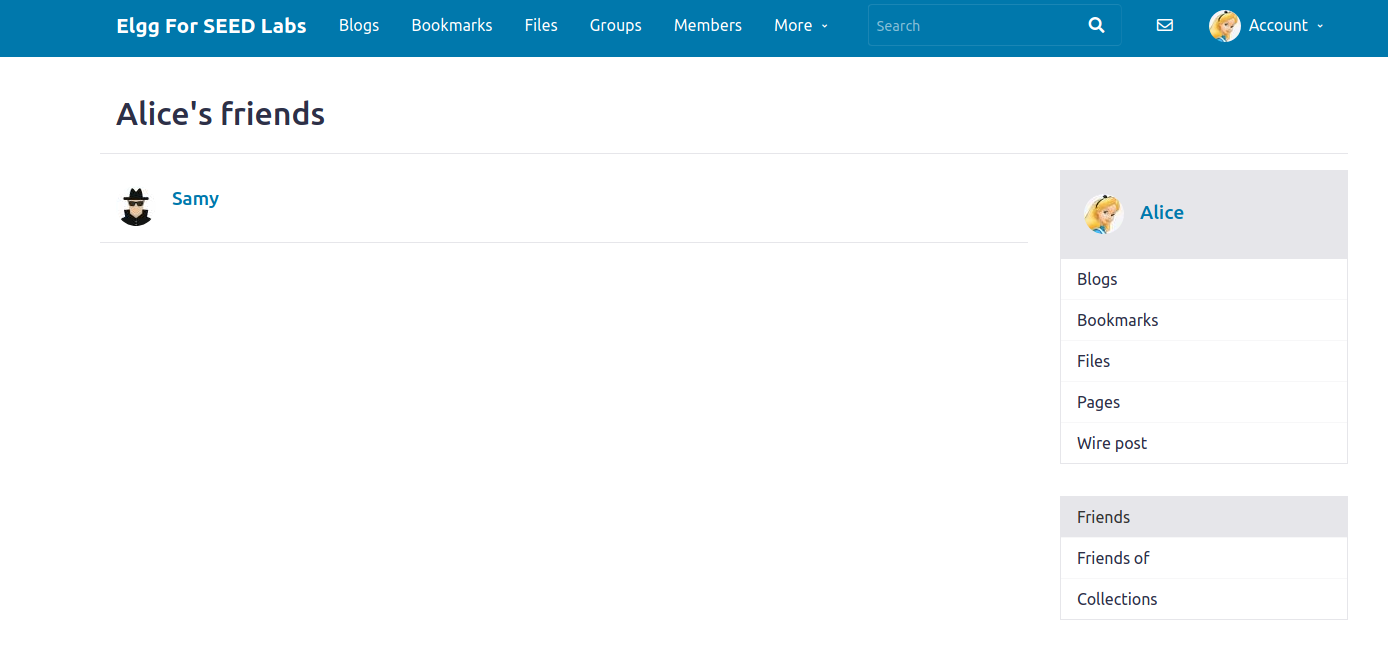 Elgg For SEED Labs Blogs Bookmarks Files Groups Members More Search Account
Alice's friends
Samy
Alice
Blogs
Bookmarks
Files
Pages
Wire post
Friends
Friends of
Collections